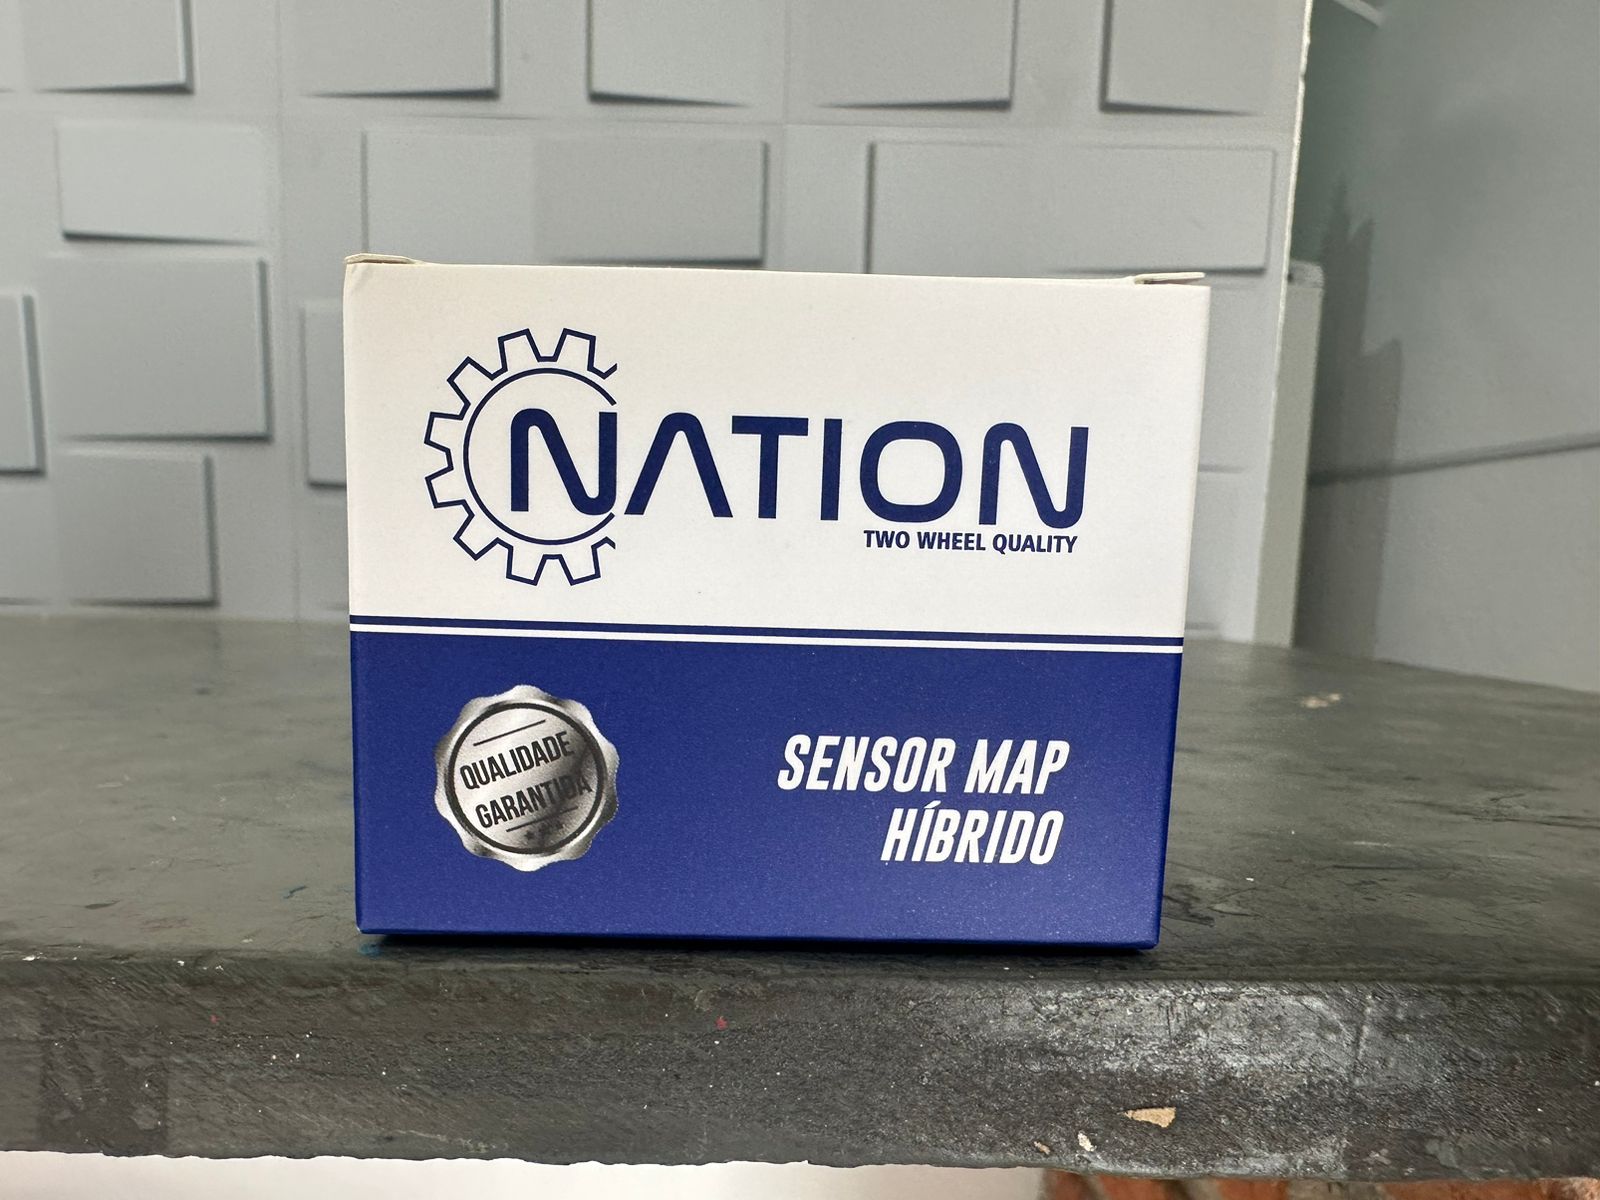 NATION
TWO WHEEL QUALITY
QUALIDADE
GARANTIDA
SENSOR MAP
HÍBRIDO